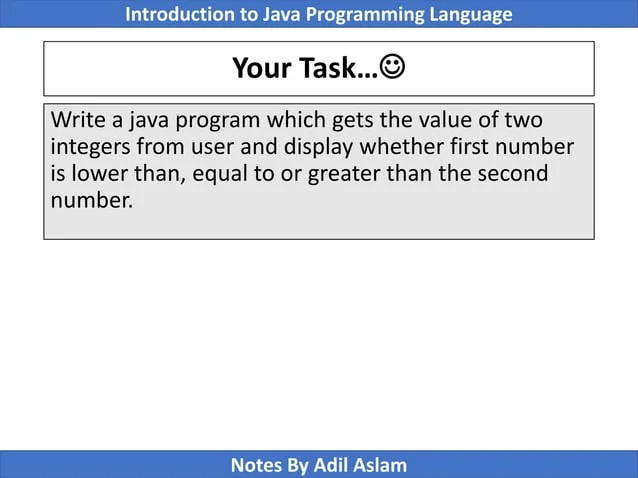 Introduction to Java Programming Language
Your Task...☺
Write a java program which gets the value of two
integers from user and display whether first number
is lower than, equal to or greater than the second
number.
Notes By Adil Aslam